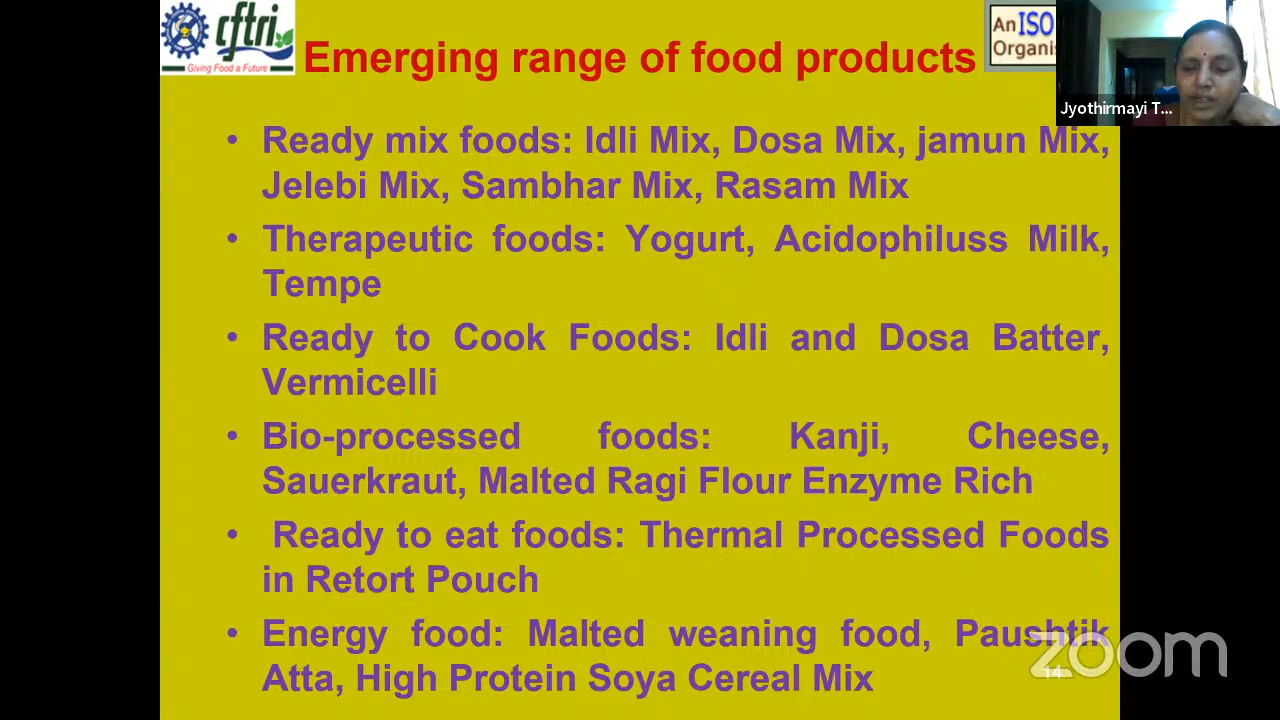 cftri
Giving Food a Future
Emerging range of food products
An ISO
Organis
Jyothirmayi T...
• Ready mix foods: Idli Mix, Dosa Mix, jamun Mix,
Jelebi Mix, Sambhar Mix, Rasam Mix
• Therapeutic foods: Yogurt, Acidophiluss Milk,
Tempe
• Ready to Cook Foods: Idli and Dosa Batter,
Vermicelli
• Bio-processed foods: Kanji, Cheese,
Sauerkraut, Malted Ragi Flour Enzyme Rich
• Ready to eat foods: Thermal Processed Foods
in Retort Pouch
• Energy food: Malted weaning food, Paushtik
Atta, High Protein Soya Cereal Mix
zoom
14